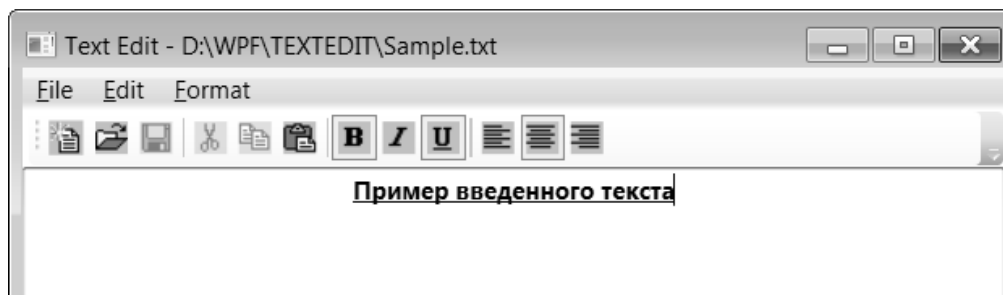 Text Edit - D:\WPF\TEXTEDIT\Sample.txt
File Edit Format
B I U
Пример введенного текста